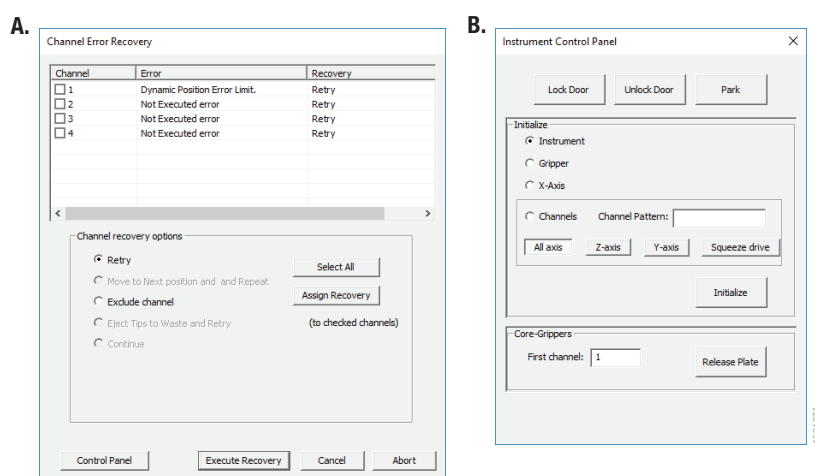 A.
Channel Error Recovery
Channel Error Recovery
1 Dynamic Position Error Limit. Retry
2 Not Executed error Retry
3 Not Executed error Retry
4 Not Executed error Retry
Channel recovery options
Retry
Move to Next position and and Repeat
Exclude channel
Eject Tips to Waste and Retry
Continue
Select All
Assign Recovery
(to checked channels)
Control Panel Execute Recovery Cancel Abort
B.
Instrument Control Panel
Lock Door Unlock Door Park
Initialize
Instrument
Gripper
X-Axis
Channels Channel Pattern:
All axis Z-axis Y-axis Squeeze drive
Initialize
Core-Grippers
First channel: 1 Release Plate